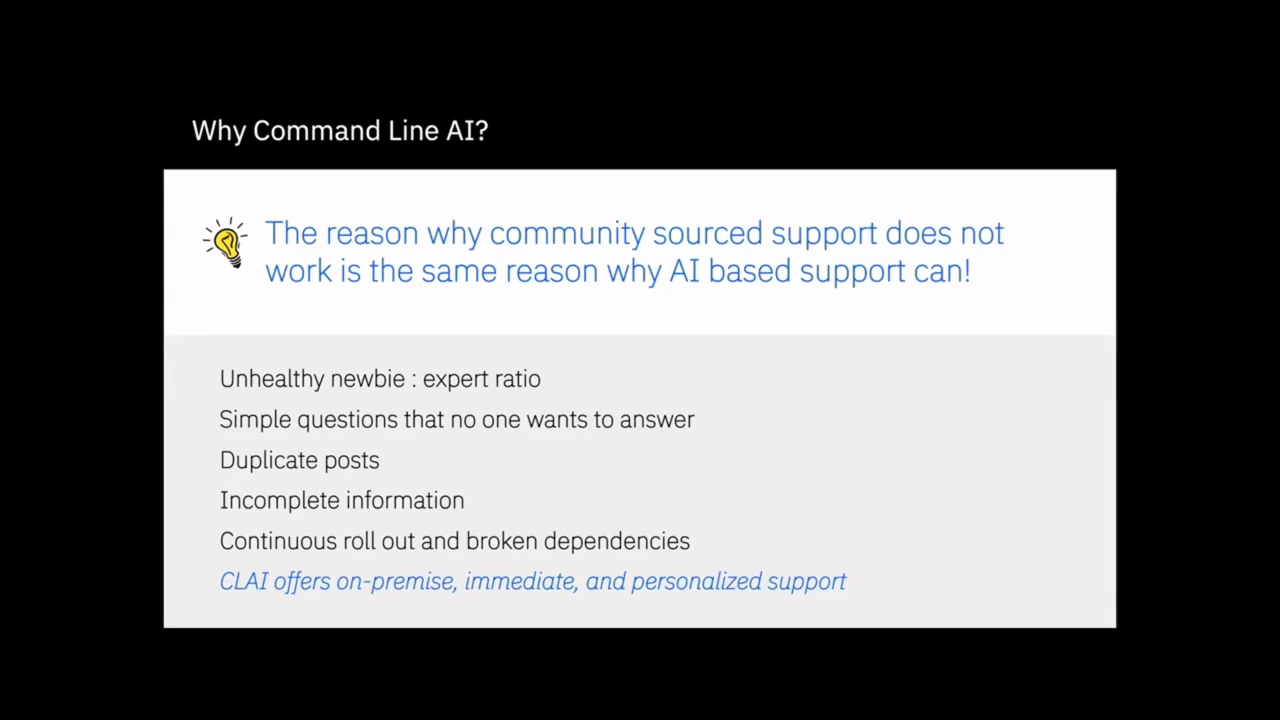 Why Command Line AI?
The reason why community sourced support does not
work is the same reason why AI based support can!
Unhealthy newbie : expert ratio
Simple questions that no one wants to answer
Duplicate posts
Incomplete information
Continuous roll out and broken dependencies
CLAI offers on-premise, immediate, and personalized support